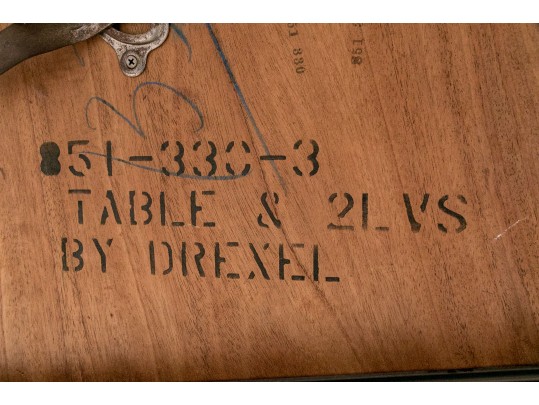 851-330-3
TABLE & 2LVS
BY DREXEL